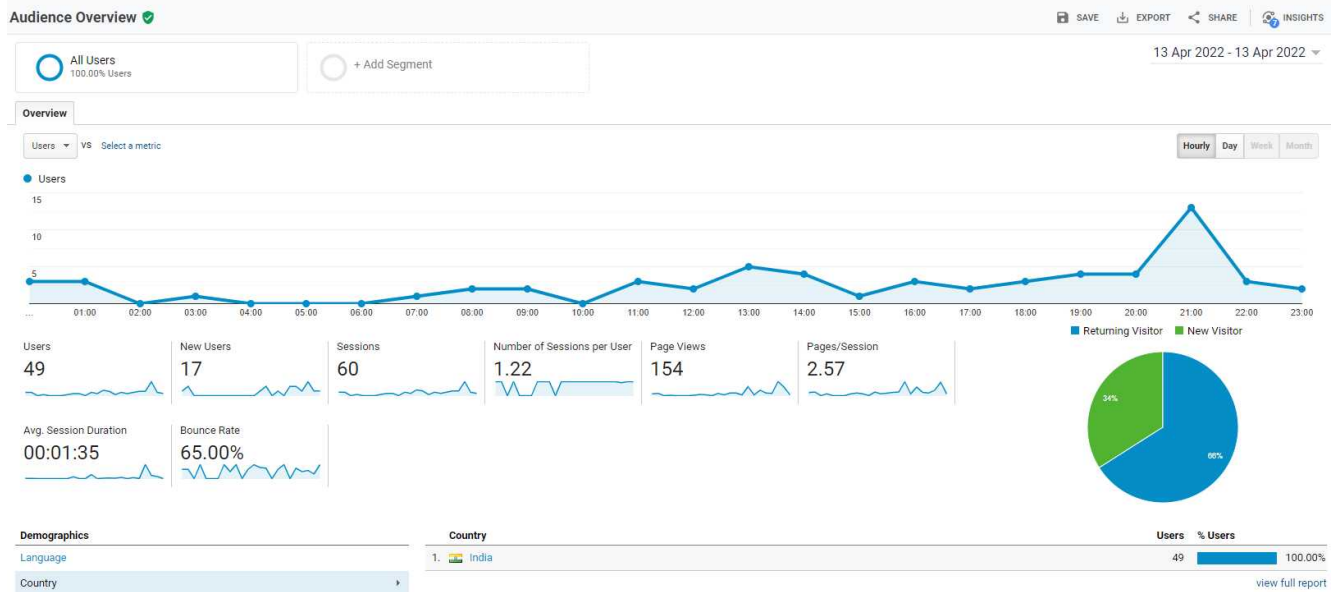 Audience Overview
SAVE EXPORT SHARE INSIGHTS
7
All Users
100.00% Users
+ Add Segment
13 Apr 2022 - 13 Apr 2022
Overview
Users VS Select a metric
Hourly Day Week Month
Users
15
10
5
... 01:00 02:00 03:00 04:00 05:00 06:00 07:00 08:00 09:00 10:00 11:00 12:00 13:00 14:00 15:00 16:00 17:00 18:00 19:00 20:00 21:00 22:00 23:00
Returning Visitor New Visitor
Users New Users Sessions Number of Sessions per User Page Views Pages/Session
49 17 60 1.22 154 2.57
34%
66%
Avg. Session Duration Bounce Rate
00:01:35 65.00%
Demographics
Language
Country
Country Users % Users
1. India 49 100.00%
view full report